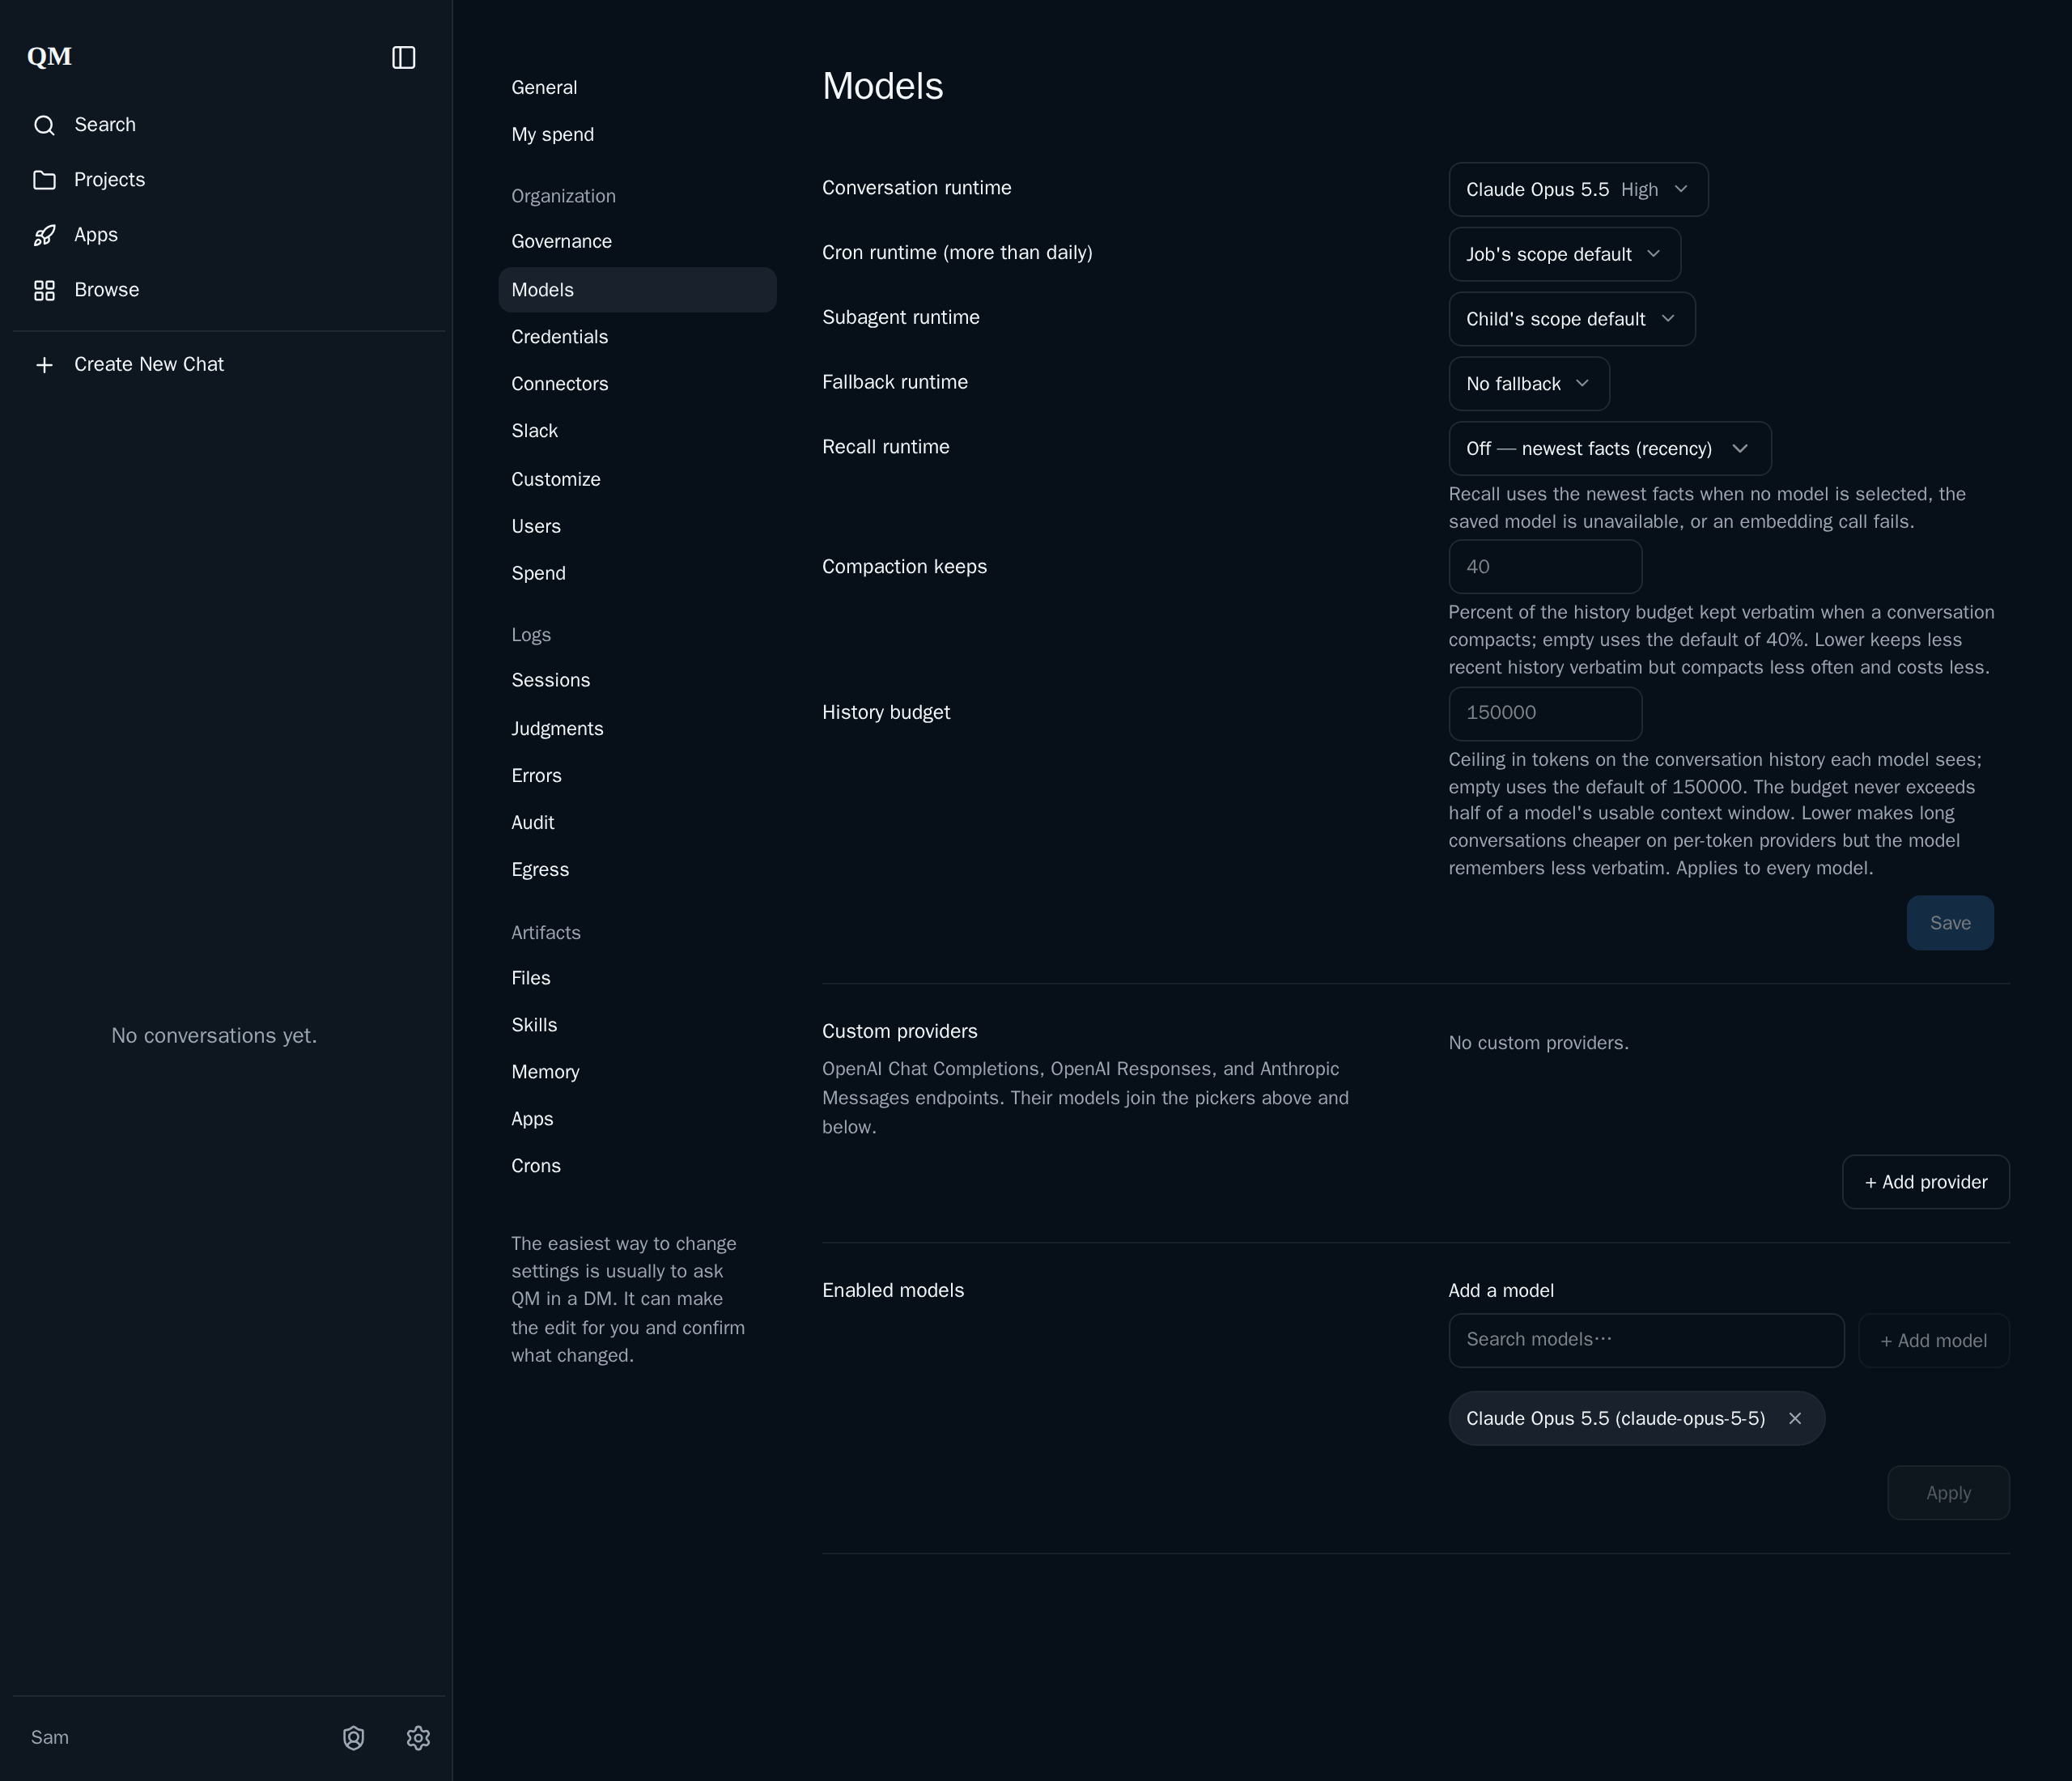 QM
Search
Projects
Apps
Browse
Create New Chat
No conversations yet.
Sam
General
My spend
Organization
Governance
Models
Credentials
Connectors
Slack
Customize
Users
Spend
Logs
Sessions
Judgments
Errors
Audit
Egress
Artifacts
Files
Skills
Memory
Apps
Crons
The easiest way to change
settings is usually to ask
QM in a DM. It can make
the edit for you and confirm
what changed.
Models
Conversation runtime
Claude Opus 5.5 High
Cron runtime (more than daily)
Job's scope default
Subagent runtime
Child's scope default
Fallback runtime
No fallback
Recall runtime
Off — newest facts (recency)
Recall uses the newest facts when no model is selected, the
saved model is unavailable, or an embedding call fails.
Compaction keeps
40
Percent of the history budget kept verbatim when a conversation
compacts; empty uses the default of 40%. Lower keeps less
recent history verbatim but compacts less often and costs less.
History budget
150000
Ceiling in tokens on the conversation history each model sees;
empty uses the default of 150000. The budget never exceeds
half of a model's usable context window. Lower makes long
conversations cheaper on per-token providers but the model
remembers less verbatim. Applies to every model.
Save
Custom providers
OpenAI Chat Completions, OpenAI Responses, and Anthropic
Messages endpoints. Their models join the pickers above and
below.
No custom providers.
+ Add provider
Enabled models
Add a model
Search models…
+ Add model
Claude Opus 5.5 (claude-opus-5-5)
Apply